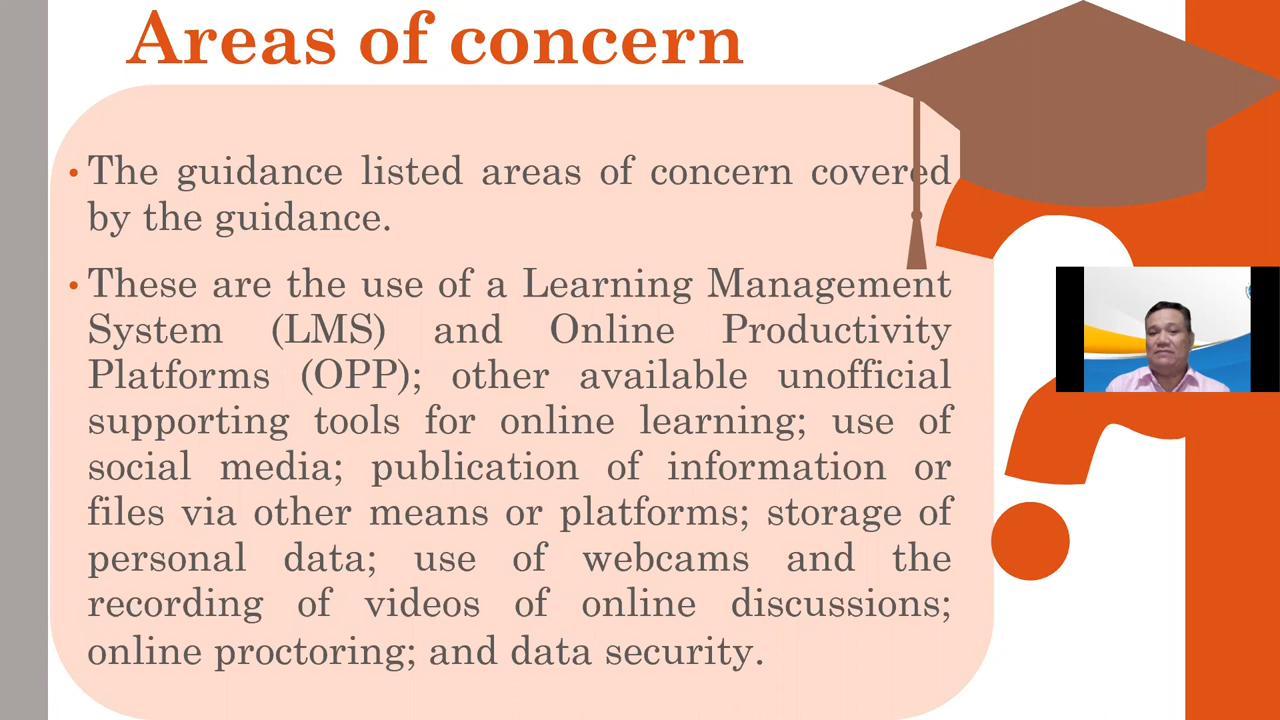 Areas of concern
• The guidance listed areas of concern covered
by the guidance.
• These are the use of a Learning Management
System (LMS) and Online Productivity
Platforms (OPP); other available unofficial
supporting tools for online learning; use of
social media; publication of information or
files via other means or platforms; storage of
personal data; use of webcams and the
recording of videos of online discussions;
online proctoring; and data security.